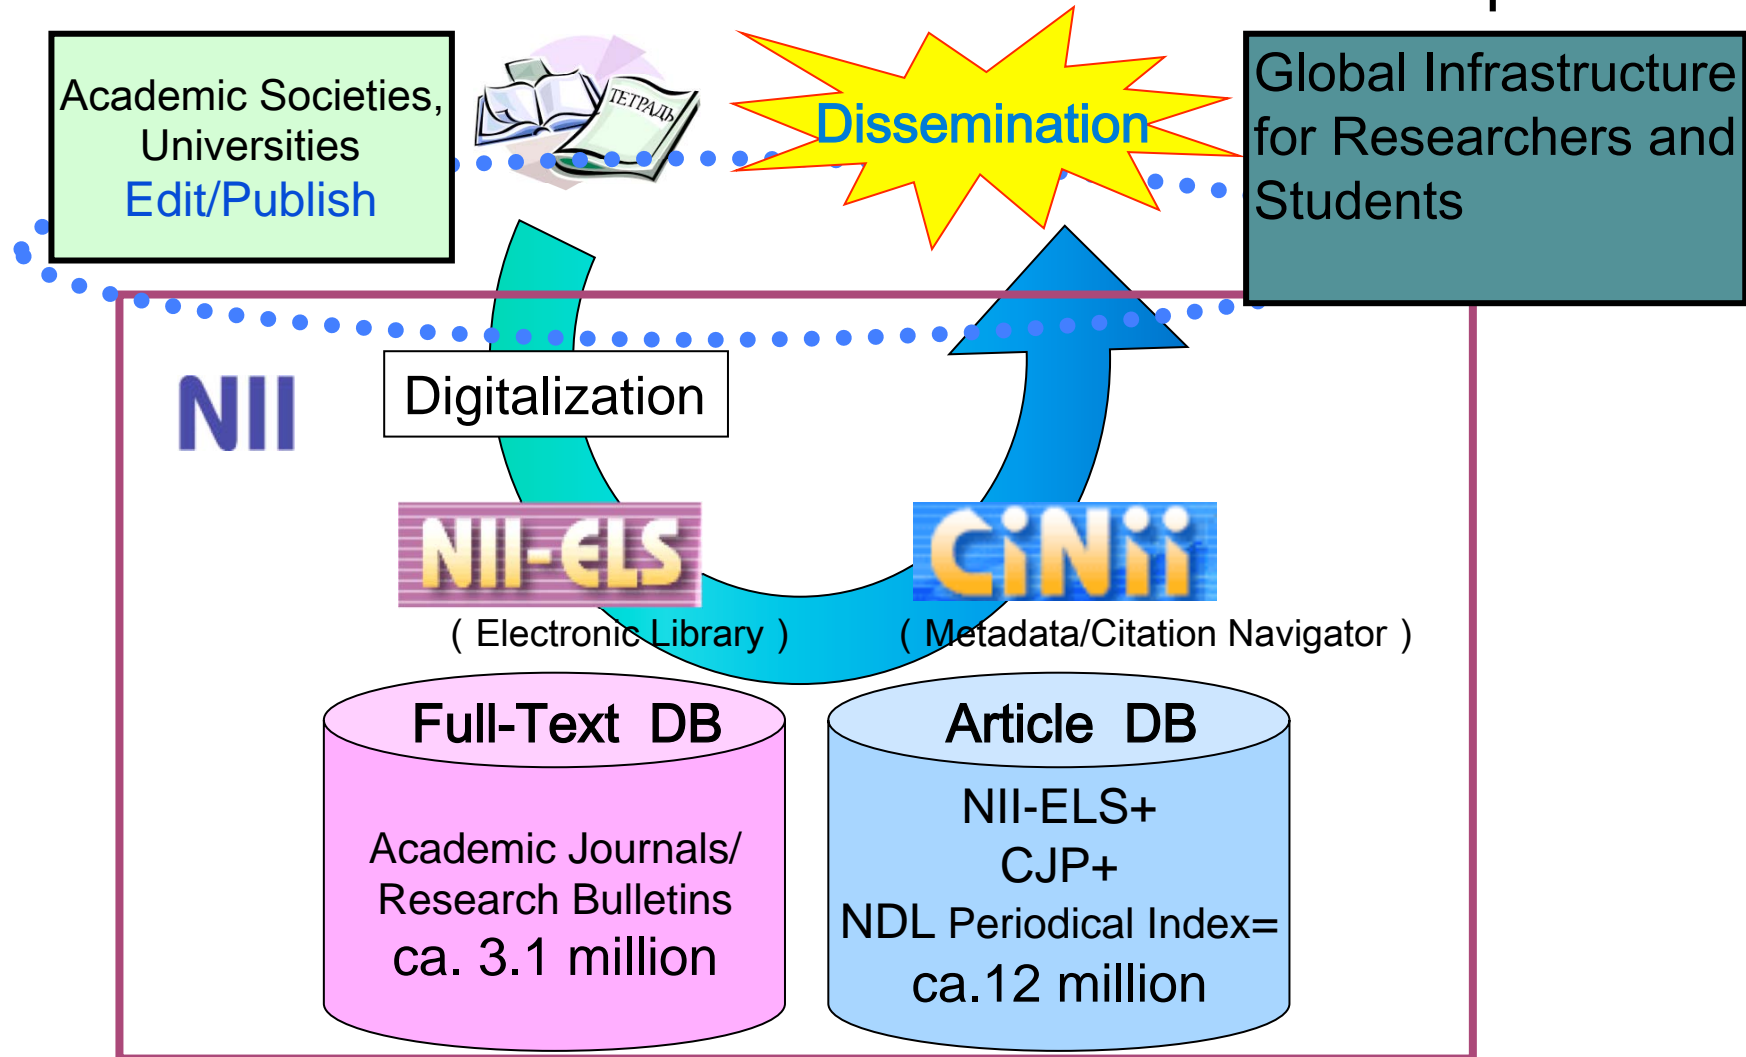 Academic Societies,
Universities
Edit/Publish
ТЕТРАДЬ
Dissemination
Global Infrastructure
for Researchers and
Students
NII
Digitalization
NII-ELS
CiNii
( Electronic Library )
( Metadata/Citation Navigator )
Full-Text DB
Academic Journals/
Research Bulletins
ca. 3.1 million
Article DB
NII-ELS+
CJP+
NDL Periodical Index=
ca.12 million